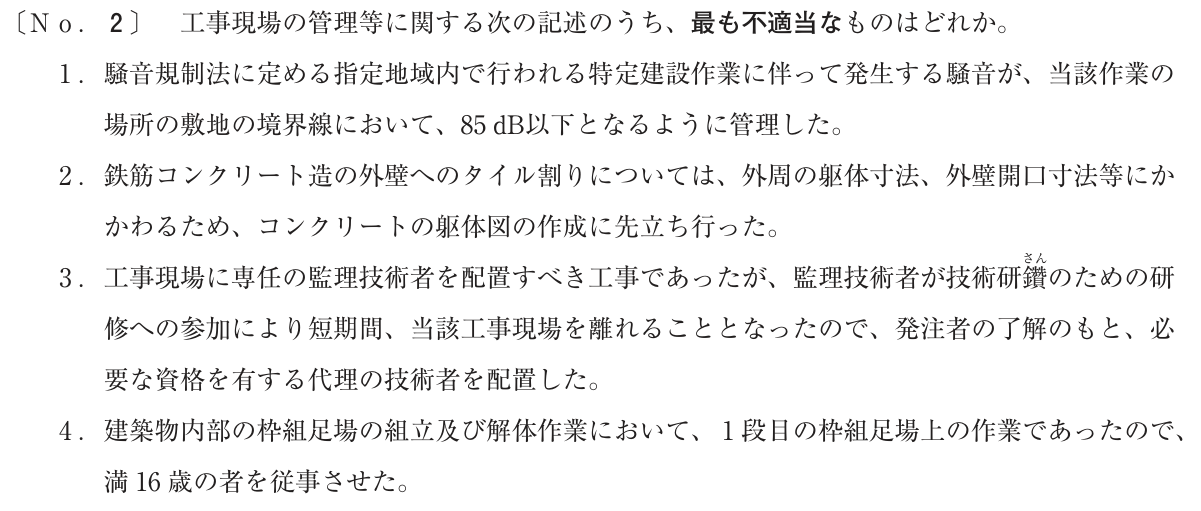 〔Ｎｏ．２〕　工事現場の管理等に関する次の記述のうち、最も不適当なものはどれか。
１．騒音規制法に定める指定地域内で行われる特定建設作業に伴って発生する騒音が、当該作業の
場所の敷地の境界線において、85 dB以下となるように管理した。
２．鉄筋コンクリート造の外壁へのタイル割りについては、外周の躯体寸法、外壁開口寸法等にか
かわるため、コンクリートの躯体図の作成に先立ち行った。
さん
３．工事現場に専任の監理技術者を配置すべき工事であったが、監理技術者が技術研鑽のための研
修への参加により短期間、当該工事現場を離れることとなったので、発注者の了解のもと、必
要な資格を有する代理の技術者を配置した。
４．建築物内部の枠組足場の組立及び解体作業において、１段目の枠組足場上の作業であったので、
満 16 歳の者を従事させた。